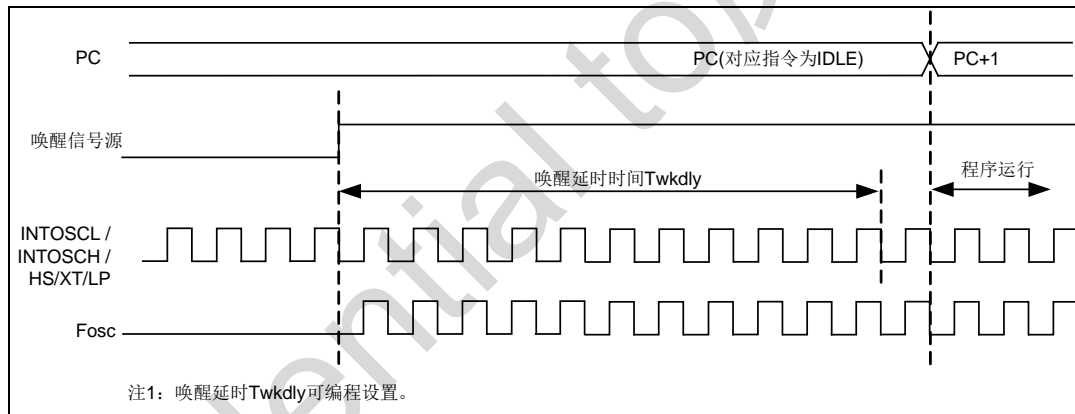 PC
PC(对应指令为IDLE)
PC+1
唤醒信号源
唤醒延时时间Twkdly
程序运行
INTOSCL /
INTOSCH /
HS/XT/LP
Fosc
注1：唤醒延时Twkdly可编程设置。